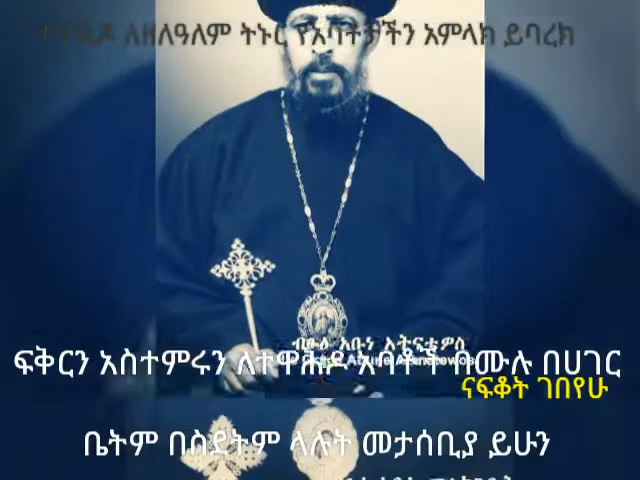 ለዘለዓለም ትኑር የአባቶቻችን አምላክ ይባረክ
ብፁዕ አቡነ አትናቴዎስ
ፍቅርን አስተምሩን ለተዋሕዶ አባቶች በሙሉ በሀገር
ናፍቆት ገበየሁ
ቤትም በስደትም ላሉት መታሰቢያ ይሁን